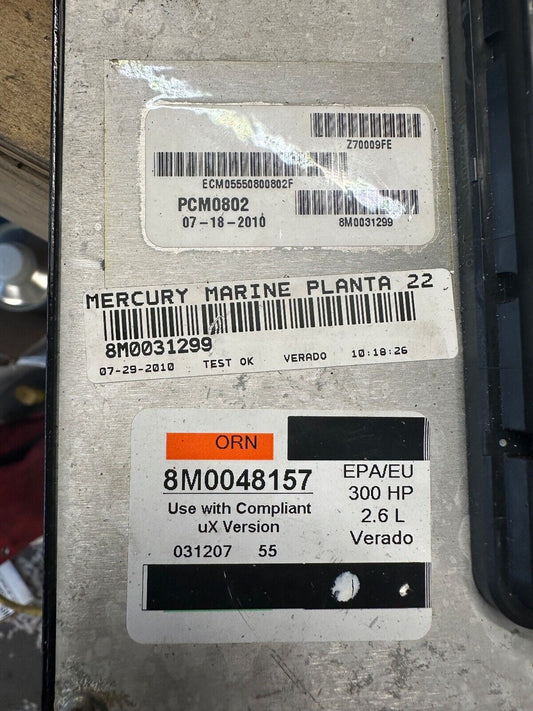 Z70009FE
ECM05550800802F
PCM0802
07-18-2010
8M0031299
MERCURY MARINE PLANTA 22
8M0031299
07-29-2010 TEST OK VERADO 10:18:26
ORN
8M0048157
Use with Compliant
uX Version
031207 55
EPA/EU
300 HP
2.6 L
Verado